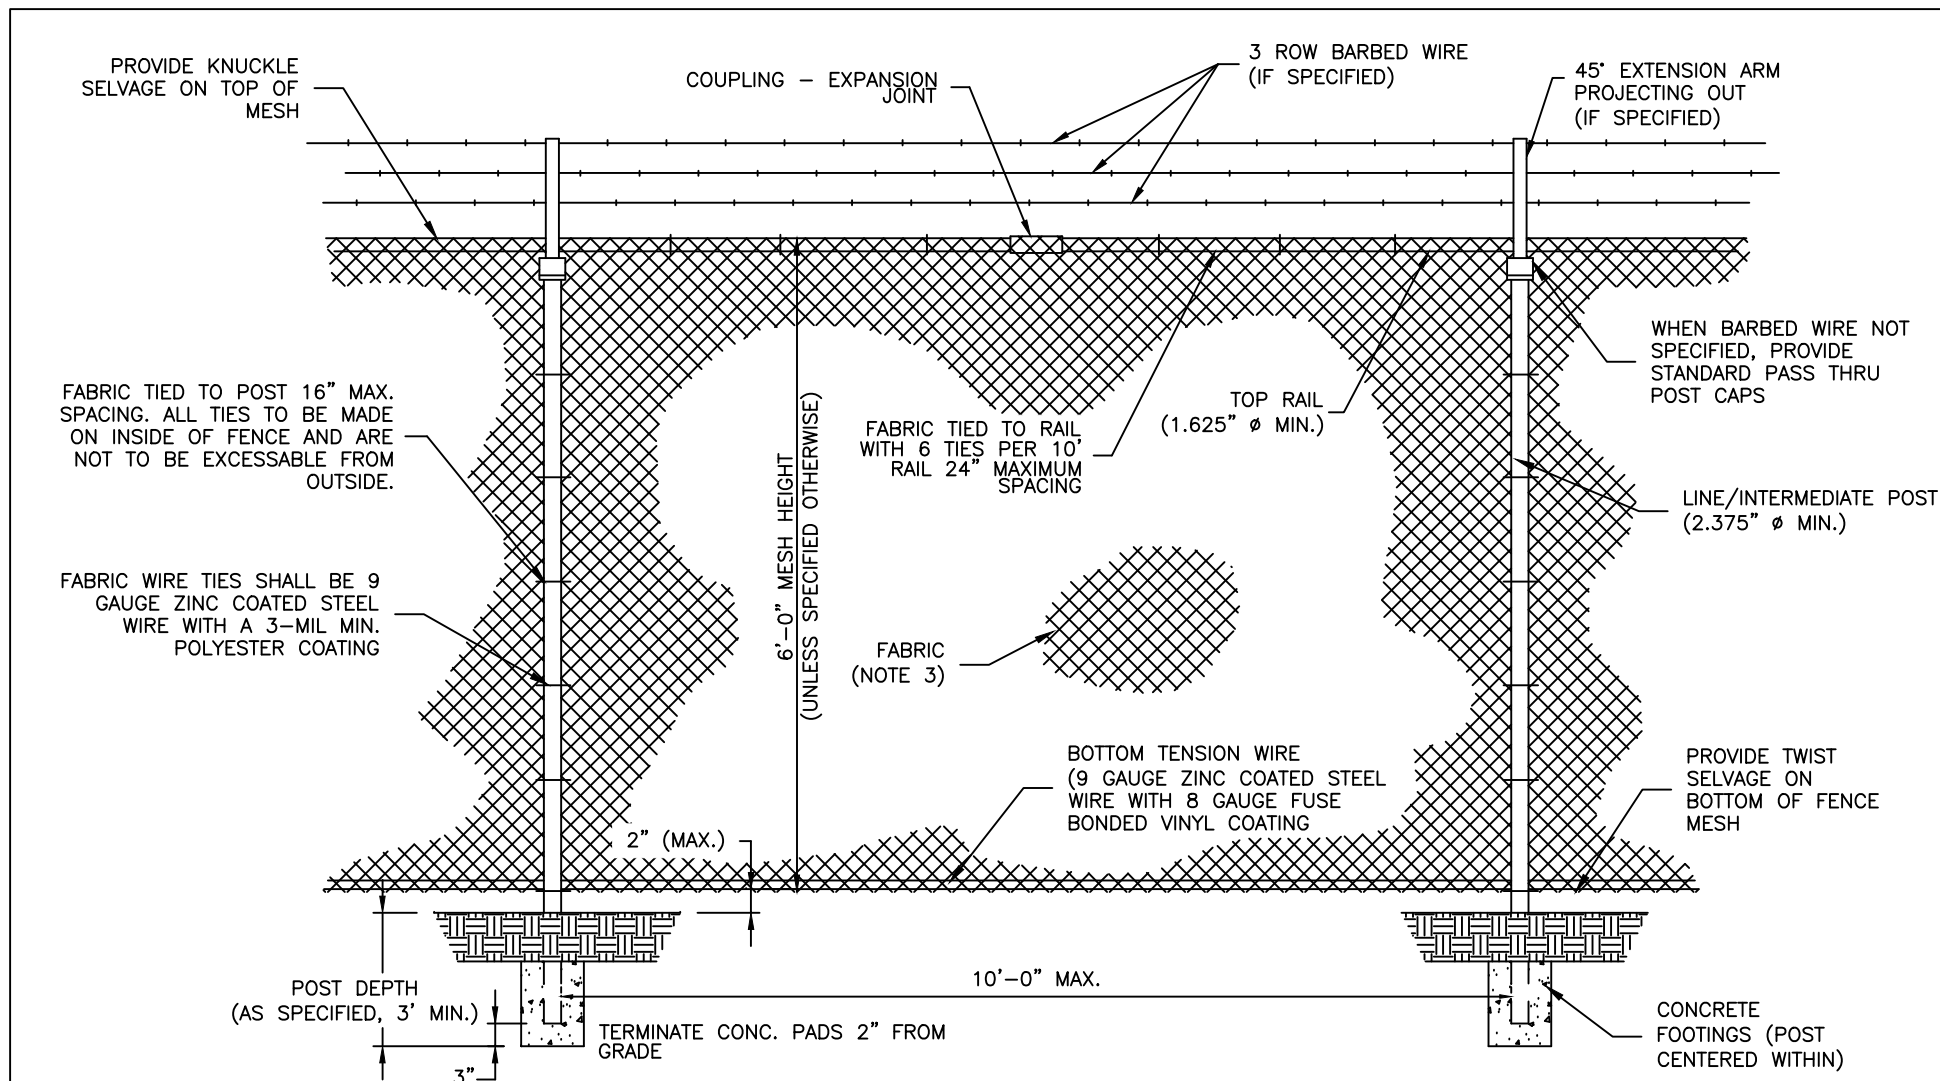 PROVIDE KNUCKLE
SELVAGE ON TOP OF
MESH
COUPLING – EXPANSION
JOINT
3 ROW BARBED WIRE
(IF SPECIFIED)
45° EXTENSION ARM
PROJECTING OUT
(IF SPECIFIED)
WHEN BARBED WIRE NOT
SPECIFIED, PROVIDE
STANDARD PASS THRU
POST CAPS
FABRIC TIED TO POST 16” MAX.
SPACING. ALL TIES TO BE MADE
ON INSIDE OF FENCE AND ARE
NOT TO BE EXCESSABLE FROM
OUTSIDE.
6’–0” MESH HEIGHT
(UNLESS SPECIFIED OTHERWISE)
FABRIC TIED TO RAIL
WITH 6 TIES PER 10’
RAIL 24” MAXIMUM
SPACING
TOP RAIL
(1.625” ø MIN.)
LINE/INTERMEDIATE POST
(2.375” ø MIN.)
FABRIC WIRE TIES SHALL BE 9
GAUGE ZINC COATED STEEL
WIRE WITH A 3–MIL MIN.
POLYESTER COATING
FABRIC
(NOTE 3)
BOTTOM TENSION WIRE
(9 GAUGE ZINC COATED STEEL
WIRE WITH 8 GAUGE FUSE
BONDED VINYL COATING
PROVIDE TWIST
SELVAGE ON
BOTTOM OF FENCE
MESH
2” (MAX.)
POST DEPTH
(AS SPECIFIED, 3’ MIN.)
10’–0” MAX.
TERMINATE CONC. PADS 2” FROM
GRADE
CONCRETE
FOOTINGS (POST
CENTERED WITHIN)
3”